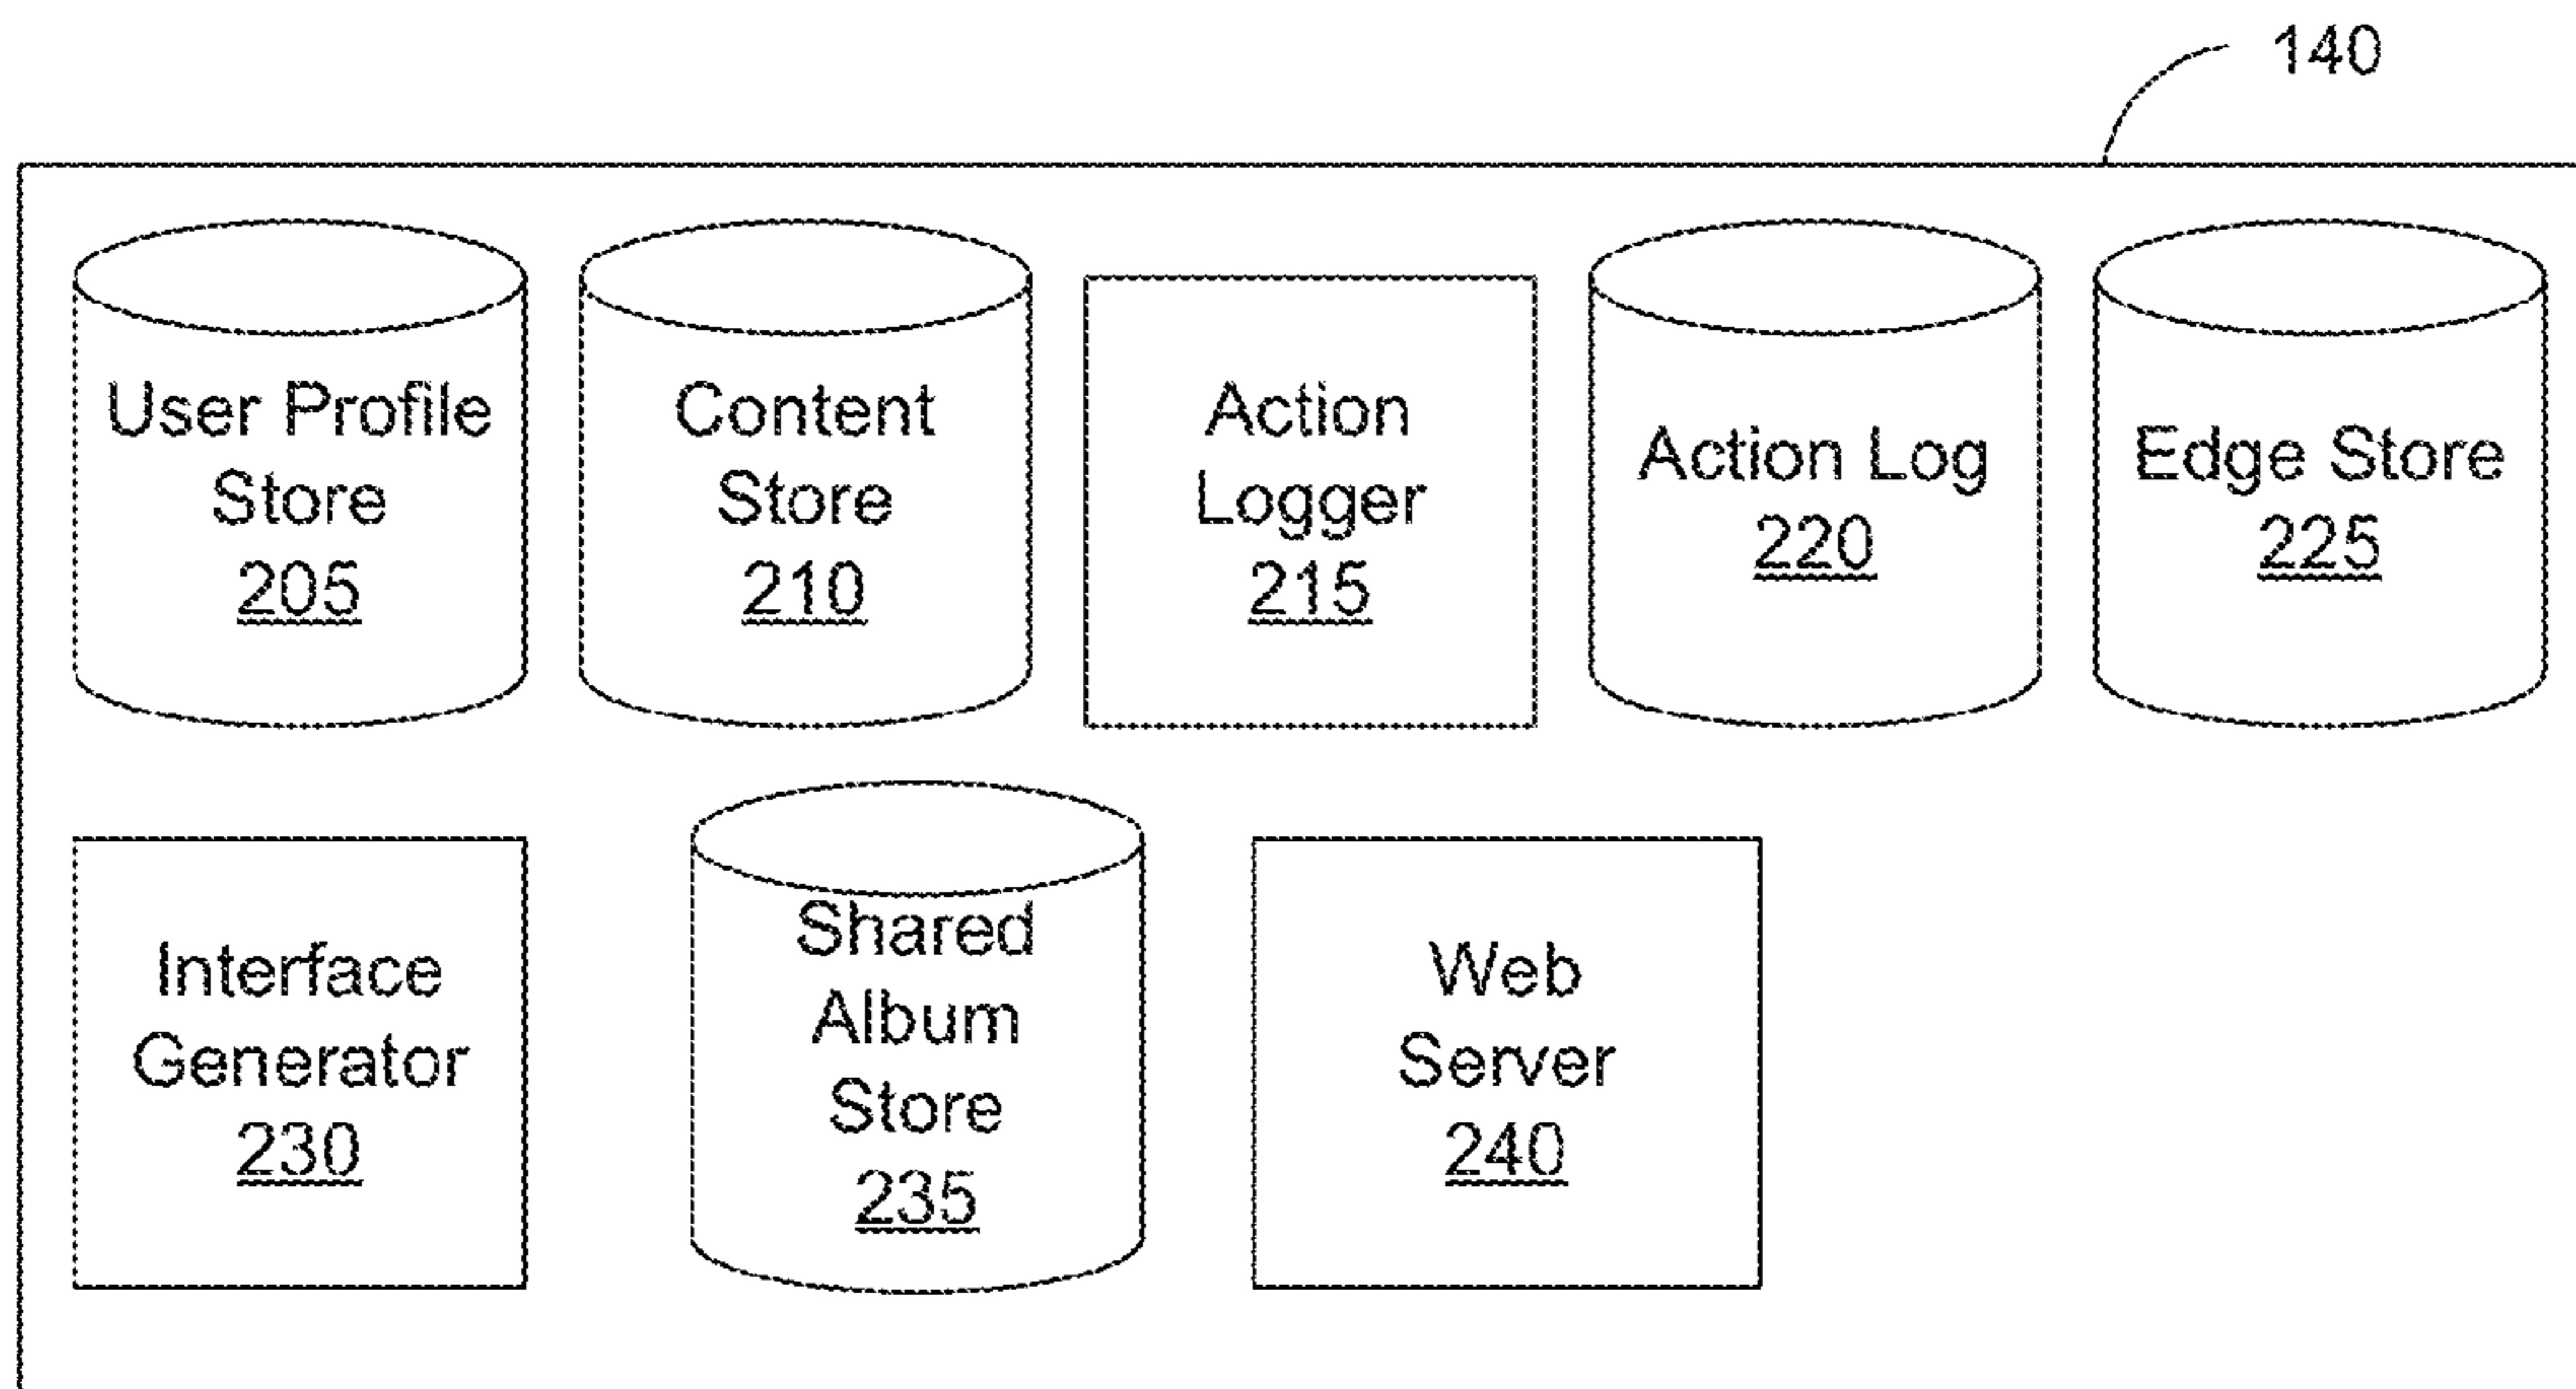 140
User Profile
Store
205
Content
Store
210
Action
Logger
215
Action Log
220
Edge Store
225
Interface
Generator
230
Shared
Album
Store
235
Web
Server
240